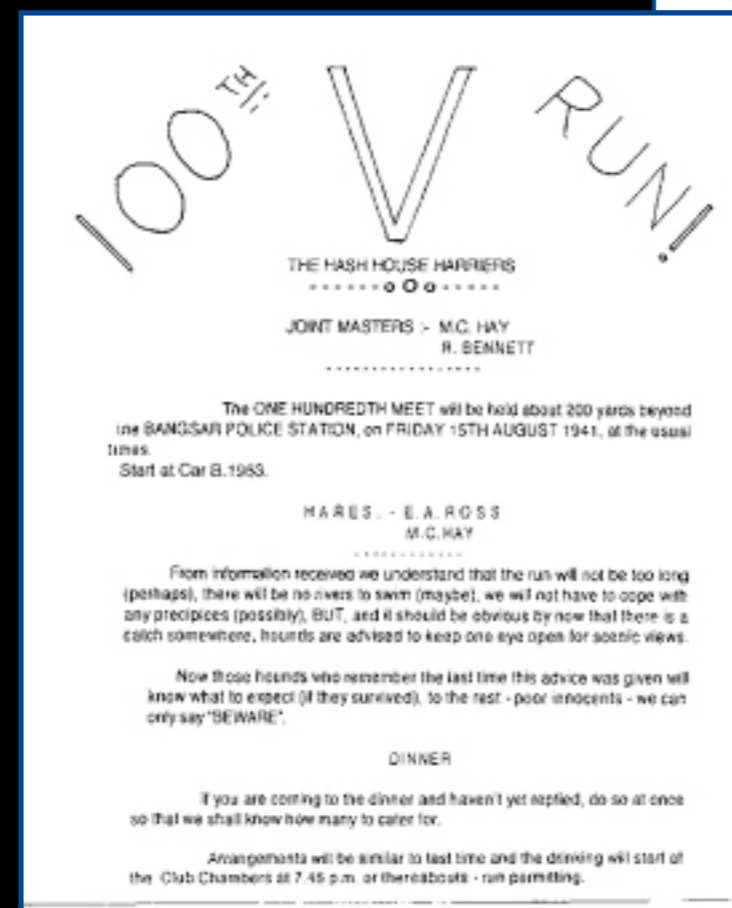 100TH: V RUN!
THE HASH HOUSE HARRIERS
------oOo-----
JOINT MASTERS :- M.C. HAY
R. BENNETT
The ONE HUNDREDTH MEET will be held about 200 yards beyond
the BANGSAR POLICE STATION, on FRIDAY 15TH AUGUST 1941, at the usual
times.
Start at Car B.1963.
HARES. - E.A. ROSS
M.C. HAY
From information received we understand that the run will not be too long
(perhaps), there will be no rivers to swim (maybe), we will not have to cope with
any precipices (possibly), BUT, and it should be obvious by now that there is a
catch somewhere, hounds are advised to keep one eye open for scenic views.
Now those hounds who remember the last time this advice was given will
know what to expect (if they survived), to the rest - poor innocents - we can
only say "BEWARE".
DINNER
If you are coming to the dinner and haven't yet replied, do so at once
so that we shall know how many to cater for.
Arrangements will be similar to last time and the drinking will start at
the Club Chambers at 7.45 p.m. or thereabouts - run permitting.